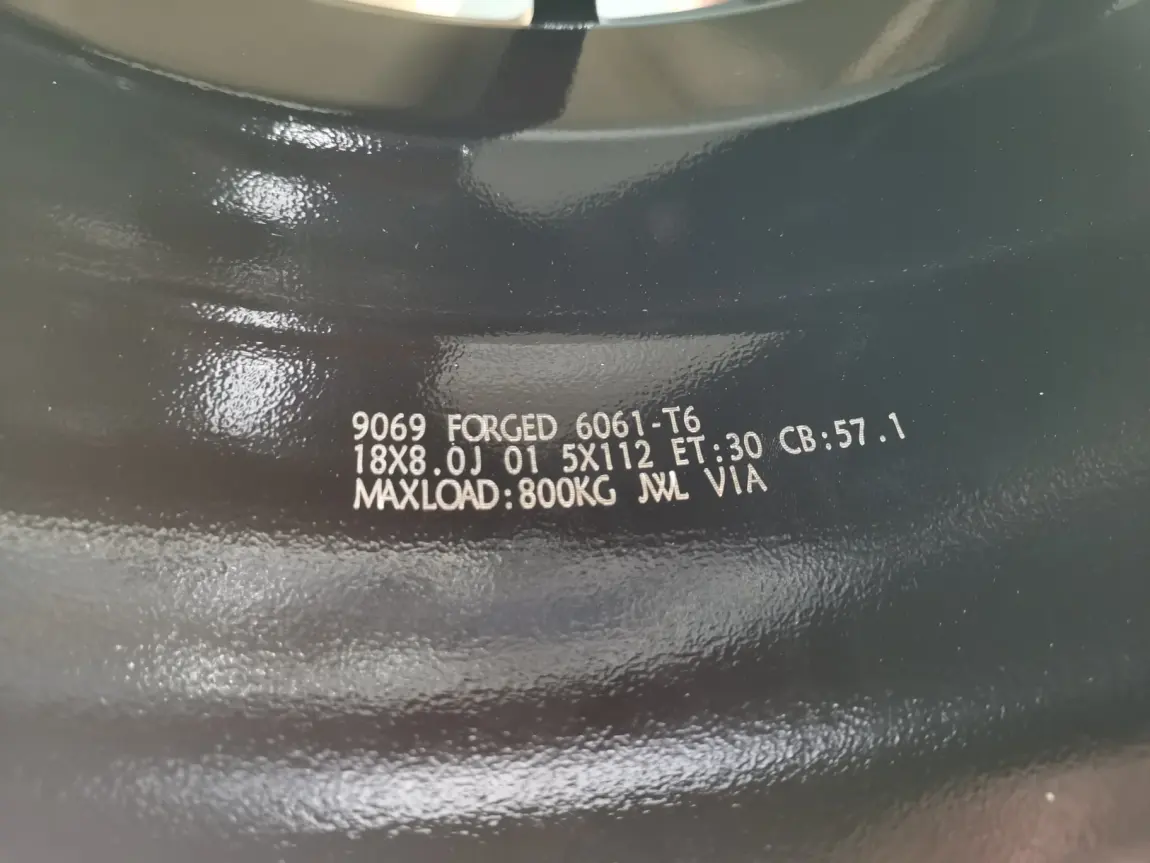 9069 FORGED 6061-T6
18X8.0J 01 5X112 ET:30 CB:57.1
MAXLOAD:800KG JWL VIA